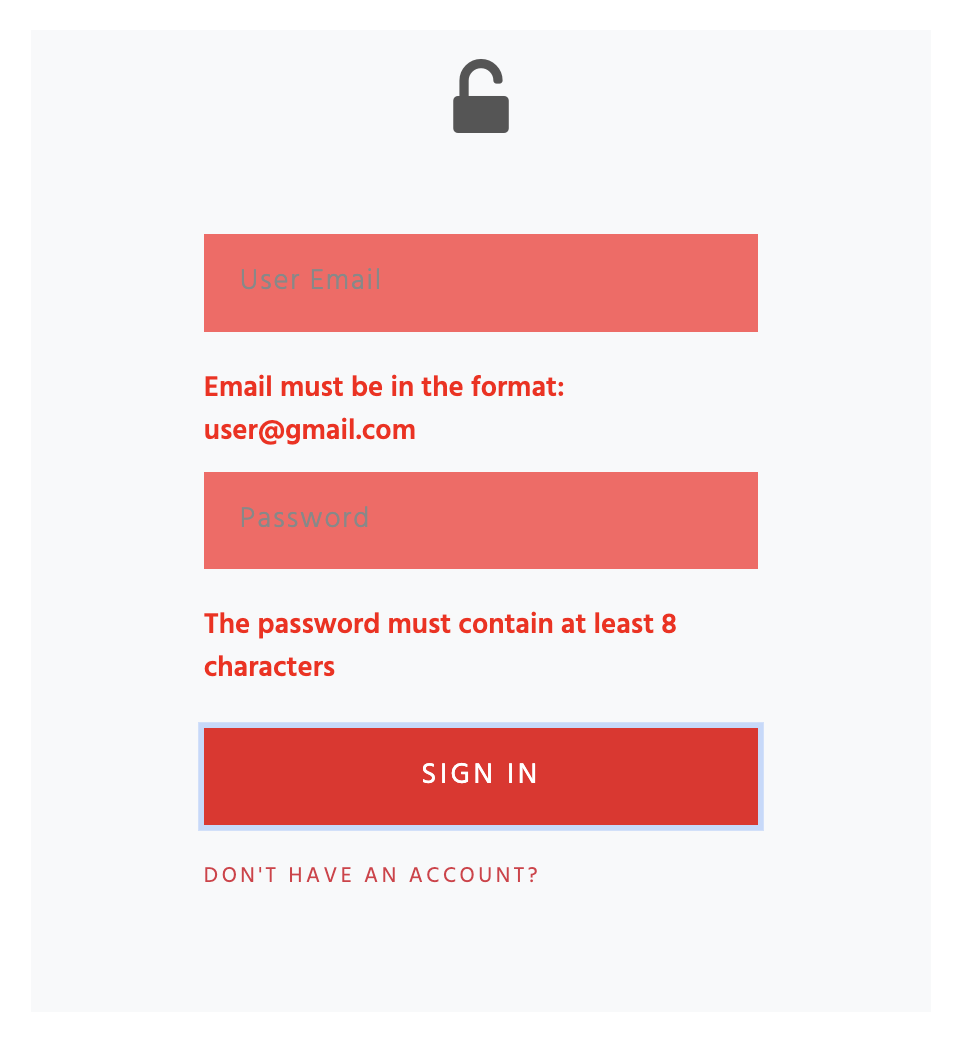 User Email
Email must be in the format:
user@gmail.com
Password
The password must contain at least 8
characters
SIGN IN
DON'T HAVE AN ACCOUNT?